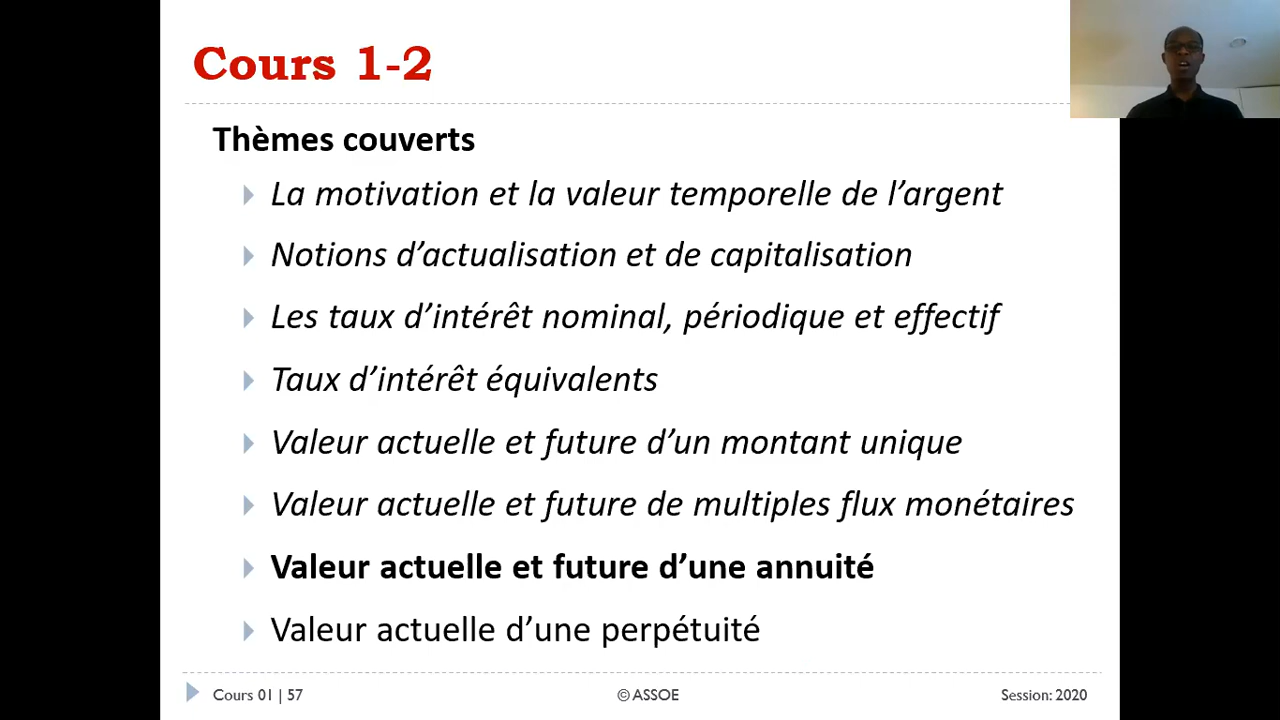 Cours 1-2
Thèmes couverts
La motivation et la valeur temporelle de l’argent
Notions d’actualisation et de capitalisation
Les taux d’intérêt nominal, périodique et effectif
Taux d’intérêt équivalents
Valeur actuelle et future d’un montant unique
Valeur actuelle et future de multiples flux monétaires
Valeur actuelle et future d’une annuité
Valeur actuelle d’une perpétuité
Cours 01 | 57
© ASSOE
Session: 2020